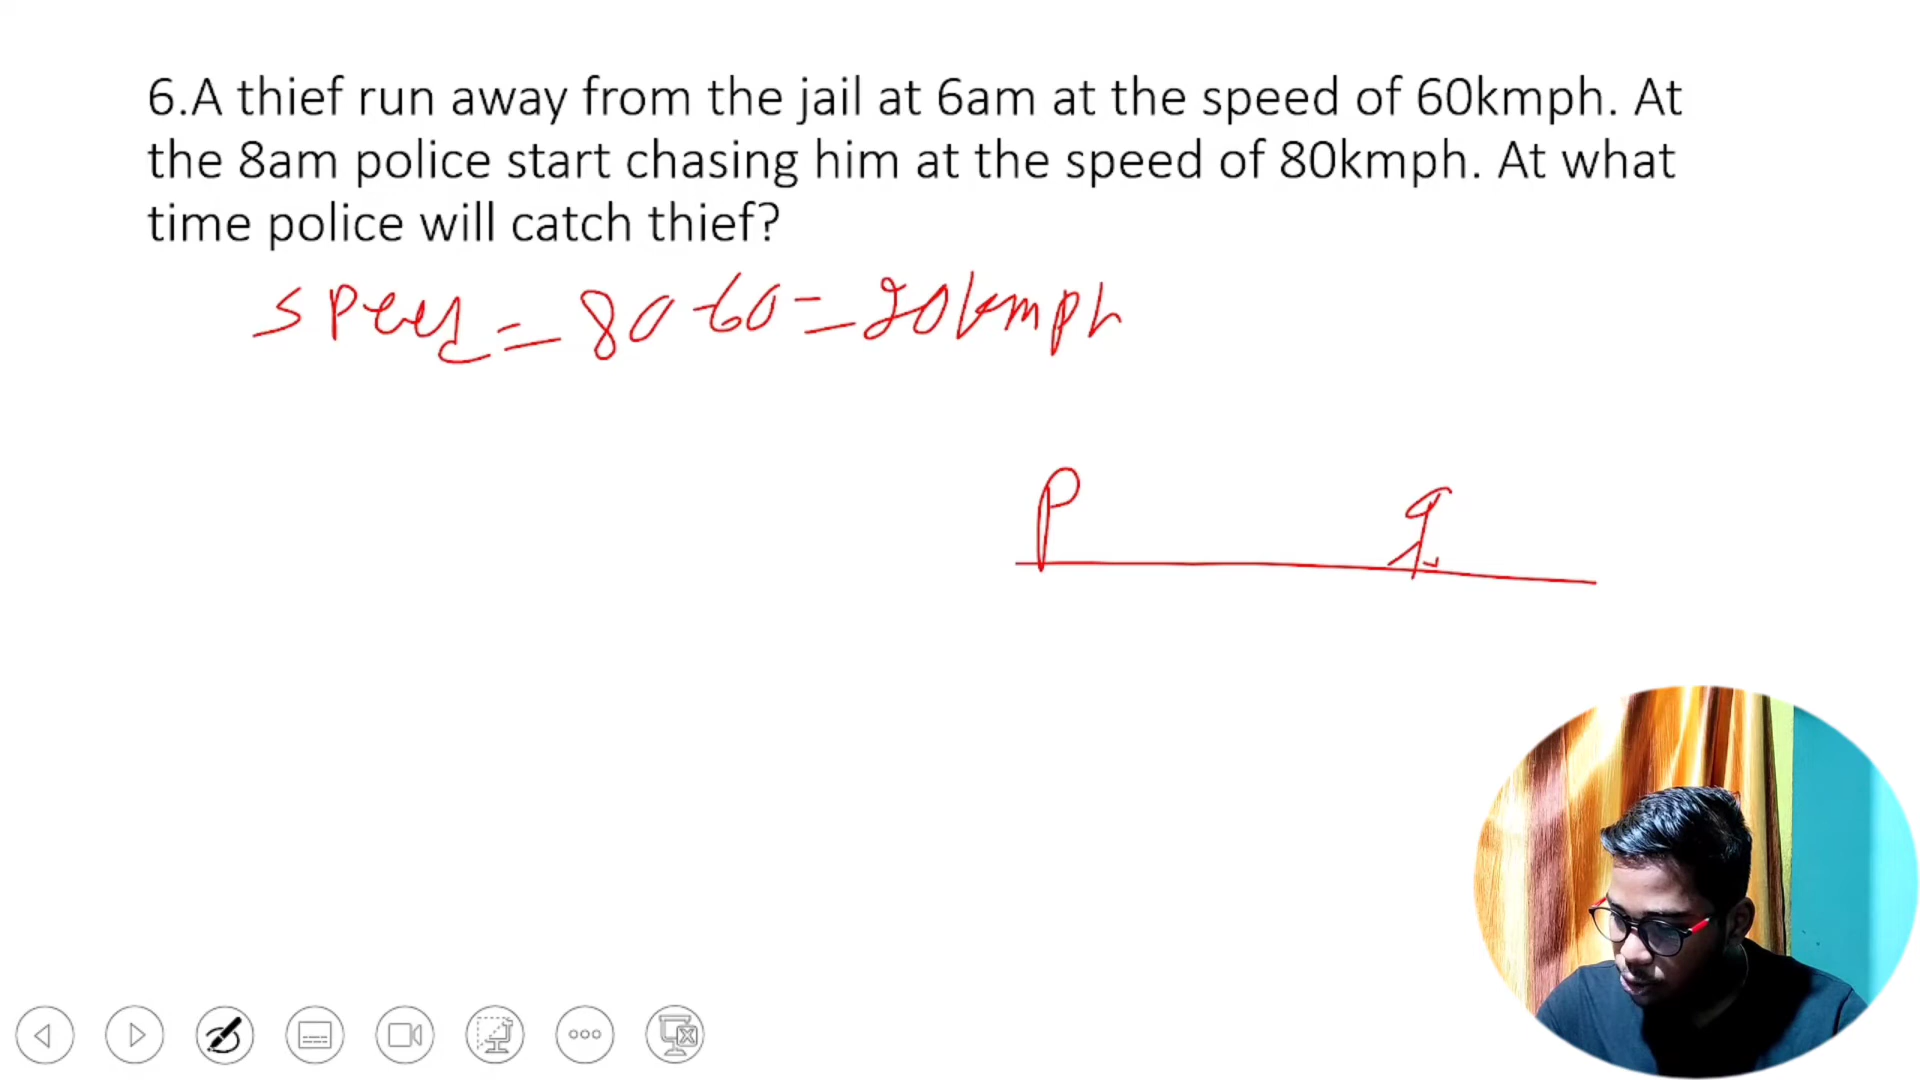 6.A thief run away from the jail at 6am at the speed of 60kmph. At
the 8am police start chasing him at the speed of 80kmph. At what
time police will catch thief?
speed = 80-60 = 20kmph
P